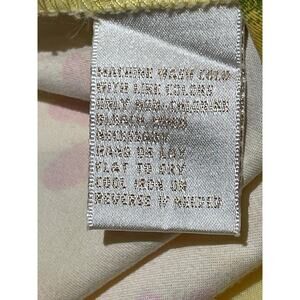 MACHINE WASH COLD
WITH LIKE COLORS
ONLY NON-CHLORINE
BLEACH WHEN
NECESSARY
HANG OR LAY
FLAT TO DRY
COOL IRON ON
REVERSE IF NEEDED